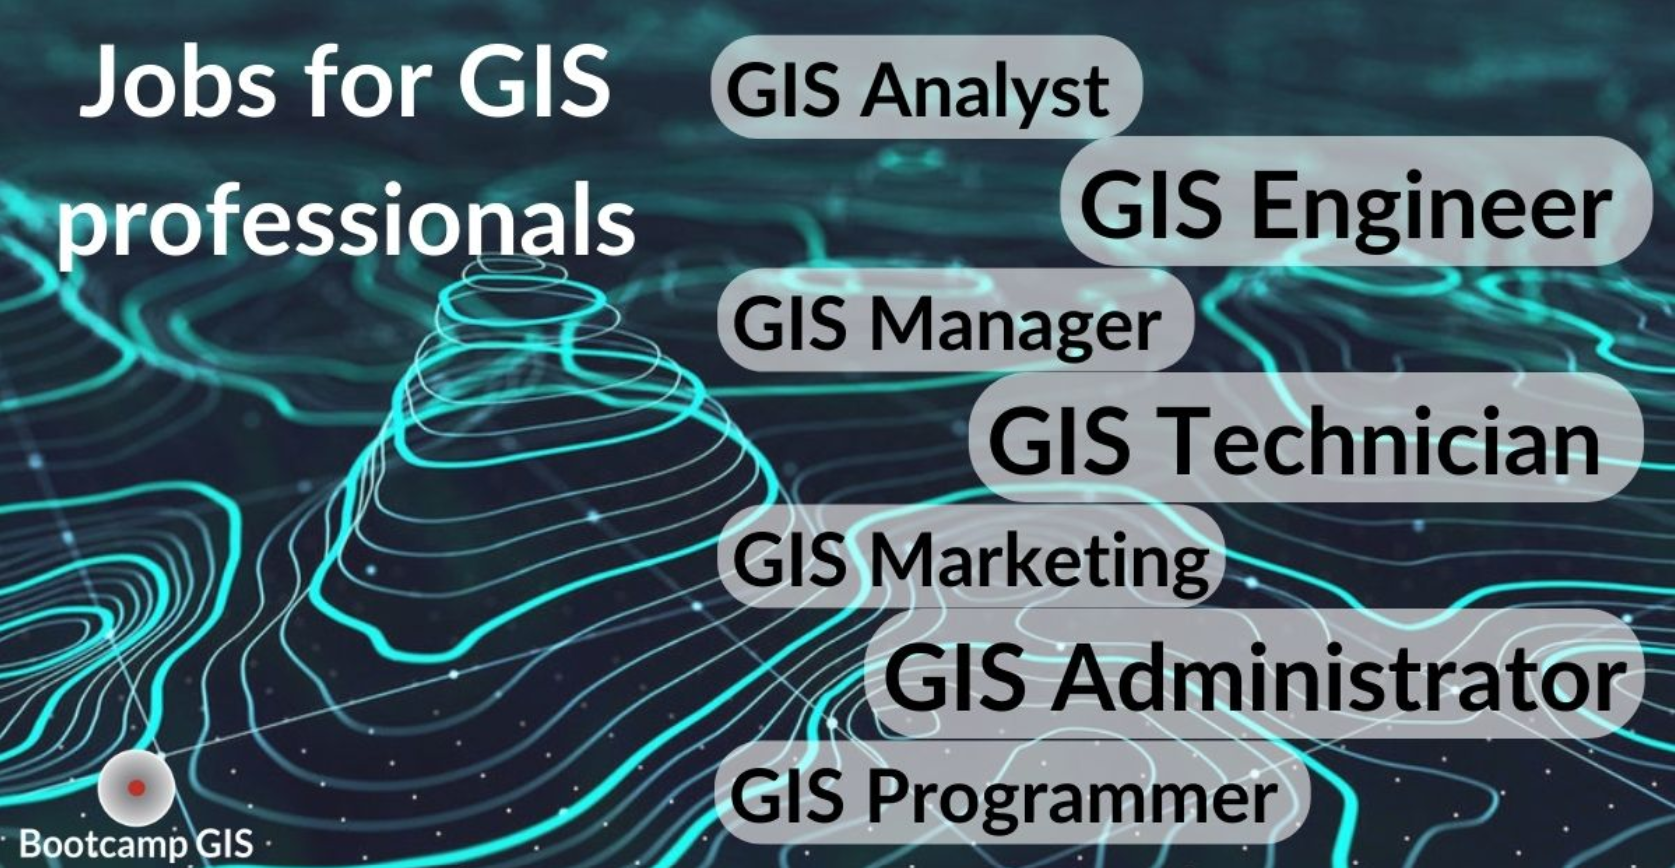 Jobs for GIS
professionals
GIS Analyst
GIS Engineer
GIS Manager
GIS Technician
GIS Marketing
GIS Administrator
GIS Programmer
Bootcamp GIS